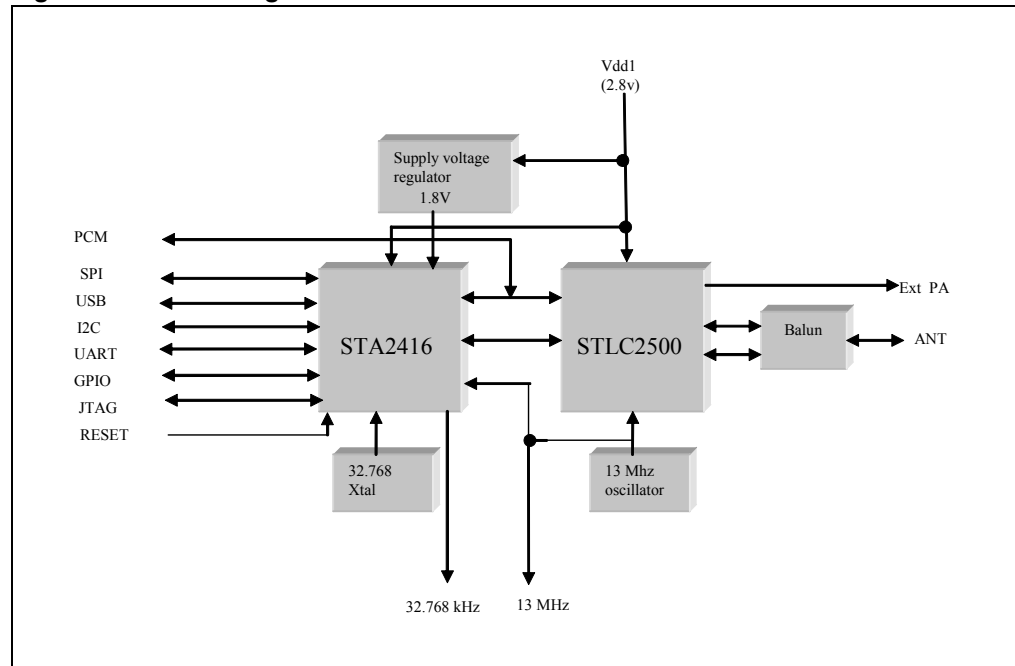 Vdd1
(2.8v)
Supply voltage
regulator
1.8V
PCM
SPI
USB
I2C
UART
GPIO
JTAG
RESET
STA2416
STLC2500
Ext PA
Balun
ANT
32.768
Xtal
13 Mhz
oscillator
32.768 kHz
13 MHz